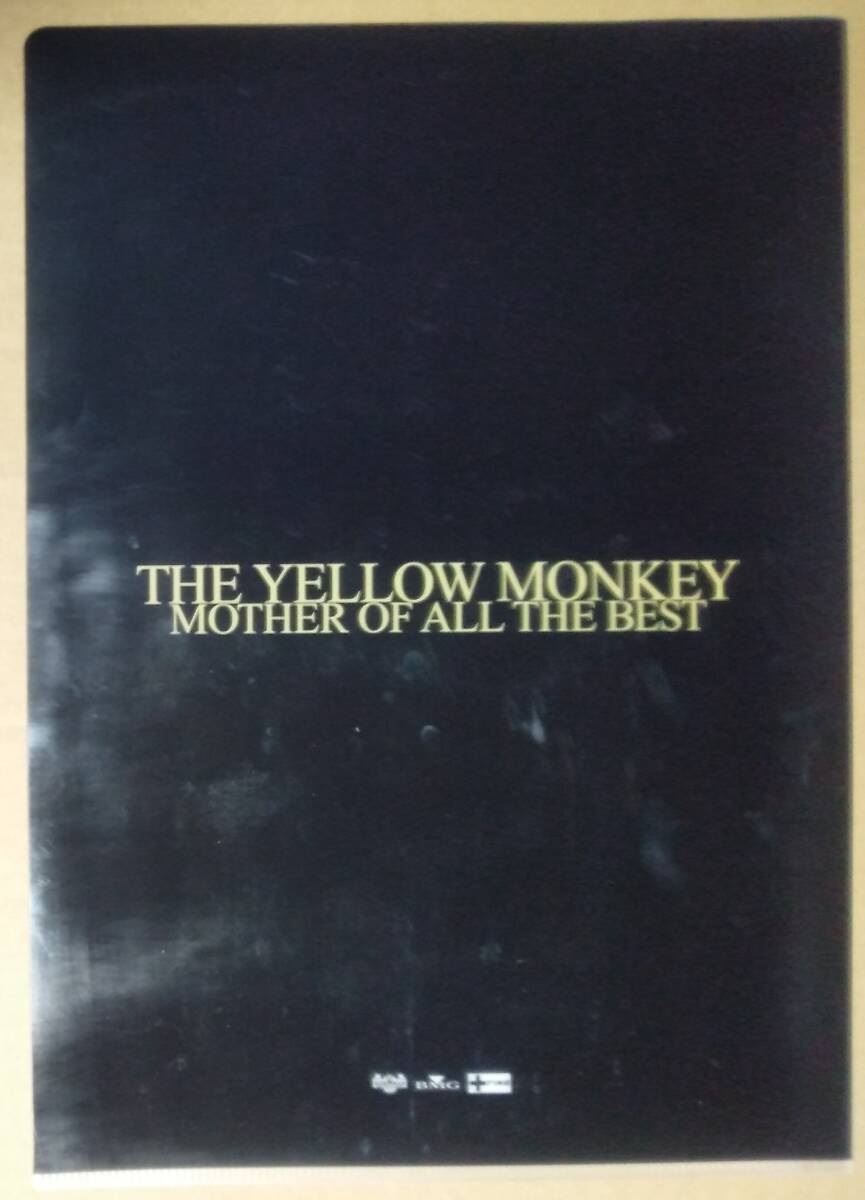 THE YELLOW MONKEY
MOTHER OF ALL THE BEST
BMG